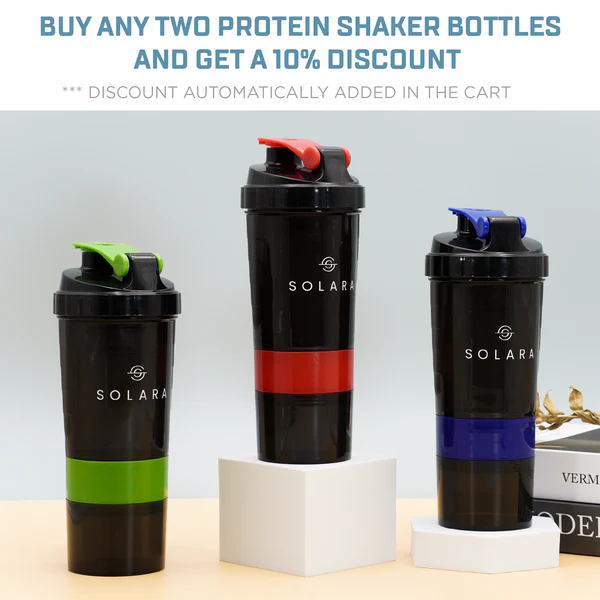 BUY ANY TWO PROTEIN SHAKER BOTTLES
AND GET A 10% DISCOUNT
*** DISCOUNT AUTOMATICALLY ADDED IN THE CART
SOLARA
SOLARA
SOLARA
VERM
ODE